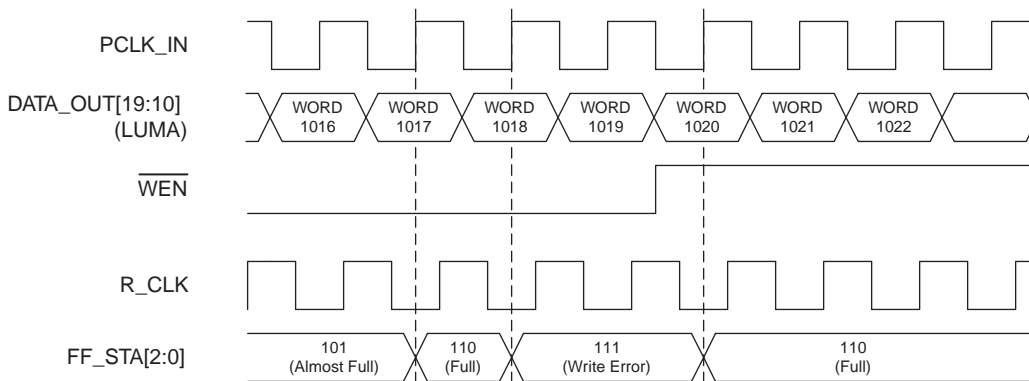 PCLK_IN
DATA_OUT[19:10]
(LUMA)
WORD 1016
WORD 1017
WORD 1018
WORD 1019
WORD 1020
WORD 1021
WORD 1022
WEN
R_CLK
FF_STA[2:0]
101
(Almost Full)
110
(Full)
111
(Write Error)
110
(Full)